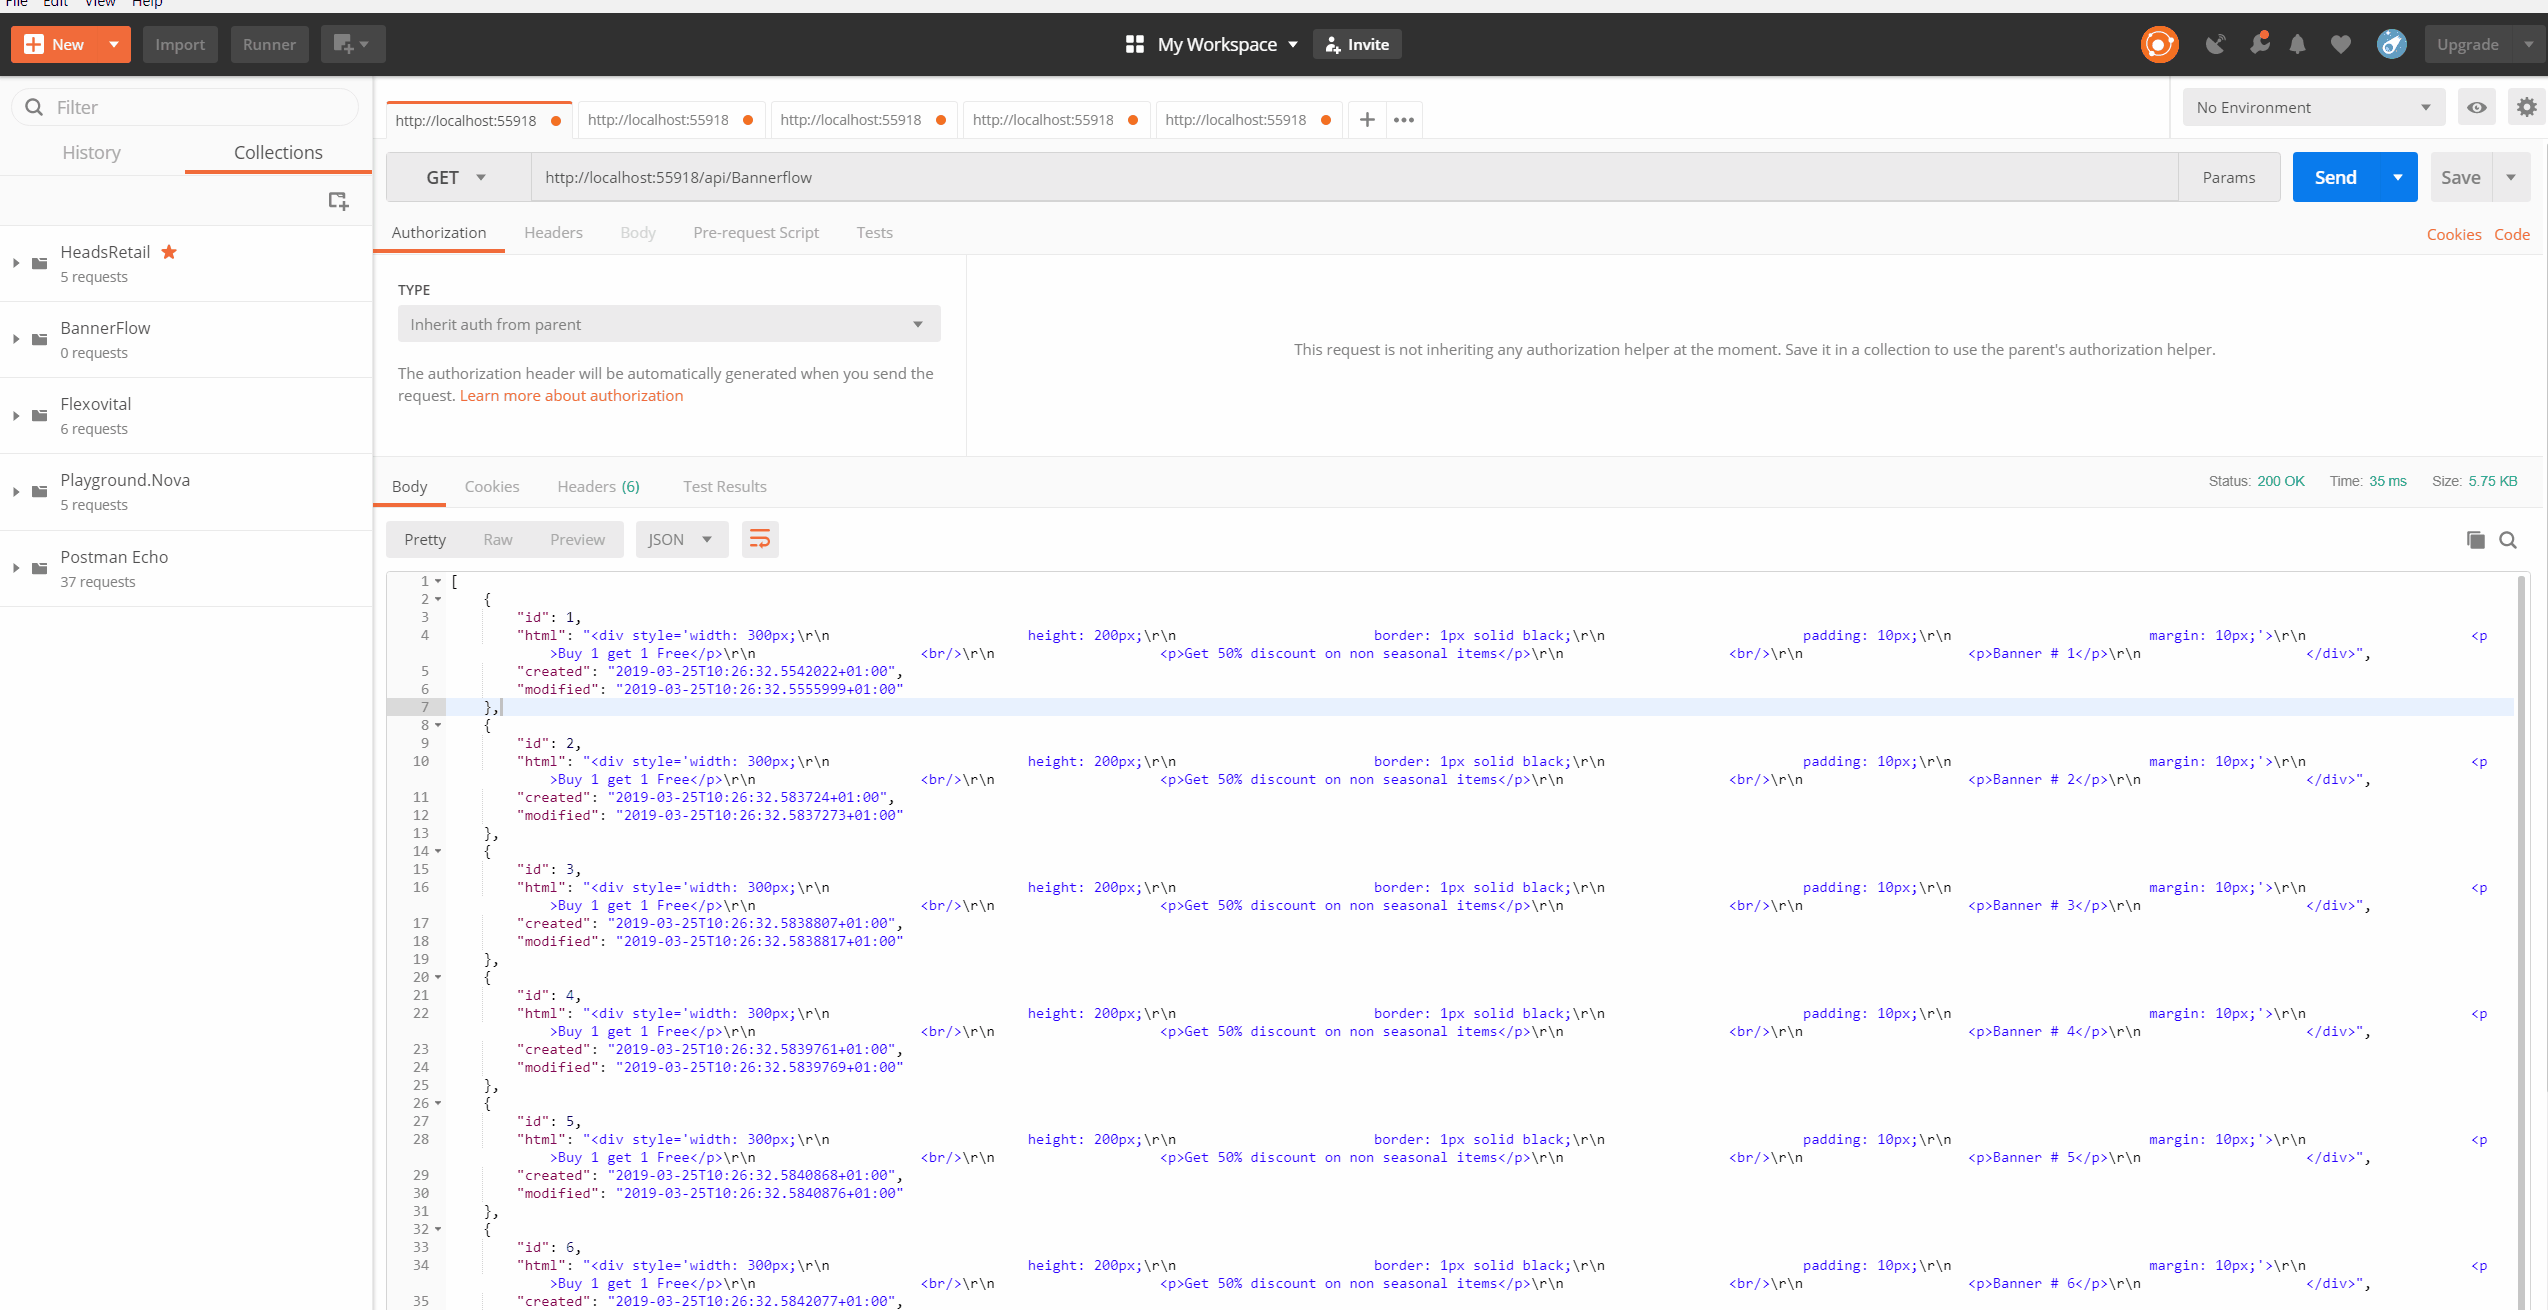 File Edit View Help
New Import Runner My Workspace Invite Upgrade
Filter
History Collections
HeadsRetail
5 requests
BannerFlow
0 requests
Flexovital
6 requests
Playground.Nova
5 requests
Postman Echo
37 requests
http://localhost:55918 http://localhost:55918 http://localhost:55918 http://localhost:55918 http://localhost:55918 + ••• No Environment
GET http://localhost:55918/api/Bannerflow Params Send Save
Authorization Headers Body Pre-request Script Tests Cookies Code
TYPE
Inherit auth from parent
The authorization header will be automatically generated when you send the
request. Learn more about authorization
This request is not inheriting any authorization helper at the moment. Save it in a collection to use the parent's authorization helper.
Body Cookies Headers (6) Test Results Status: 200 OK Time: 35 ms Size: 5.75 KB
Pretty Raw Preview JSON
1 [
2 {
3 "id": 1,
4 "html": "<div style='width: 300px;\r\n height: 200px;\r\n border: 1px solid black;\r\n padding: 10px;\r\n margin: 10px;'>\r\n <p
>Buy 1 get 1 Free</p>\r\n <br/>\r\n <p>Get 50% discount on non seasonal items</p>\r\n <br/>\r\n <p>Banner # 1</p>\r\n </div>",
5 "created": "2019-03-25T10:26:32.5542022+01:00",
6 "modified": "2019-03-25T10:26:32.5555999+01:00"
7 },
8 {
9 "id": 2,
10 "html": "<div style='width: 300px;\r\n height: 200px;\r\n border: 1px solid black;\r\n padding: 10px;\r\n margin: 10px;'>\r\n <p
>Buy 1 get 1 Free</p>\r\n <br/>\r\n <p>Get 50% discount on non seasonal items</p>\r\n <br/>\r\n <p>Banner # 2</p>\r\n </div>",
11 "created": "2019-03-25T10:26:32.583724+01:00",
12 "modified": "2019-03-25T10:26:32.5837273+01:00"
13 },
14 {
15 "id": 3,
16 "html": "<div style='width: 300px;\r\n height: 200px;\r\n border: 1px solid black;\r\n padding: 10px;\r\n margin: 10px;'>\r\n <p
>Buy 1 get 1 Free</p>\r\n <br/>\r\n <p>Get 50% discount on non seasonal items</p>\r\n <br/>\r\n <p>Banner # 3</p>\r\n </div>",
17 "created": "2019-03-25T10:26:32.5838807+01:00",
18 "modified": "2019-03-25T10:26:32.5838817+01:00"
19 },
20 {
21 "id": 4,
22 "html": "<div style='width: 300px;\r\n height: 200px;\r\n border: 1px solid black;\r\n padding: 10px;\r\n margin: 10px;'>\r\n <p
>Buy 1 get 1 Free</p>\r\n <br/>\r\n <p>Get 50% discount on non seasonal items</p>\r\n <br/>\r\n <p>Banner # 4</p>\r\n </div>",
23 "created": "2019-03-25T10:26:32.5839761+01:00",
24 "modified": "2019-03-25T10:26:32.5839769+01:00"
25 },
26 {
27 "id": 5,
28 "html": "<div style='width: 300px;\r\n height: 200px;\r\n border: 1px solid black;\r\n padding: 10px;\r\n margin: 10px;'>\r\n <p
>Buy 1 get 1 Free</p>\r\n <br/>\r\n <p>Get 50% discount on non seasonal items</p>\r\n <br/>\r\n <p>Banner # 5</p>\r\n </div>",
29 "created": "2019-03-25T10:26:32.5840868+01:00",
30 "modified": "2019-03-25T10:26:32.5840876+01:00"
31 },
32 {
33 "id": 6,
34 "html": "<div style='width: 300px;\r\n height: 200px;\r\n border: 1px solid black;\r\n padding: 10px;\r\n margin: 10px;'>\r\n <p
>Buy 1 get 1 Free</p>\r\n <br/>\r\n <p>Get 50% discount on non seasonal items</p>\r\n <br/>\r\n <p>Banner # 6</p>\r\n </div>",
35 "created": "2019-03-25T10:26:32.5842077+01:00",